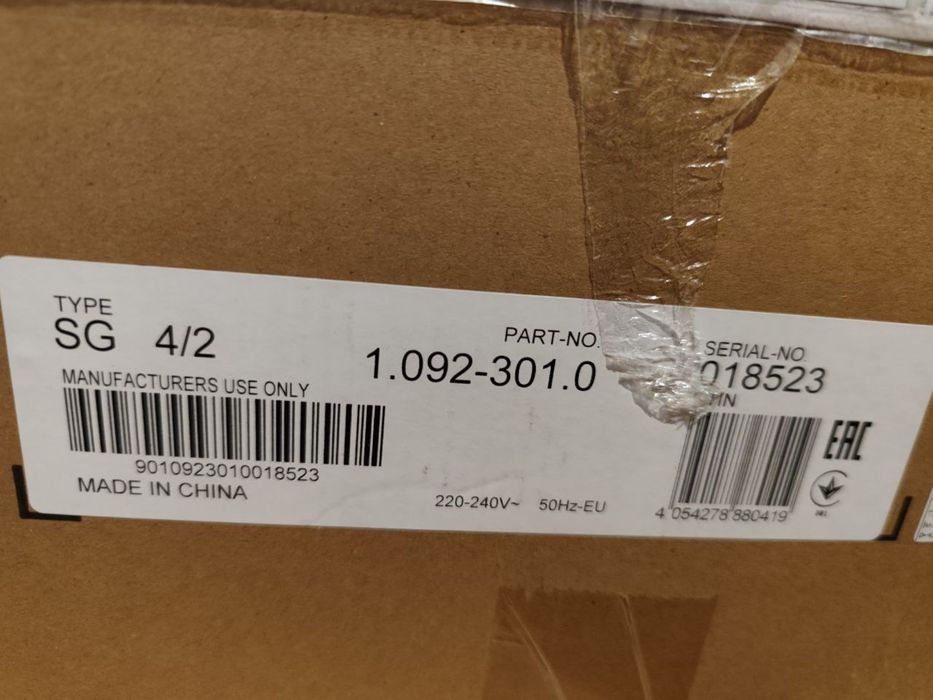 TYPE
SG 4/2
MANUFACTURERS USE ONLY
9010923010018523
MADE IN CHINA
PART-NO.
1.092-301.0
220-240V~ 50Hz-EU
SERIAL-NO.
018523
4 054278 880419
EAC